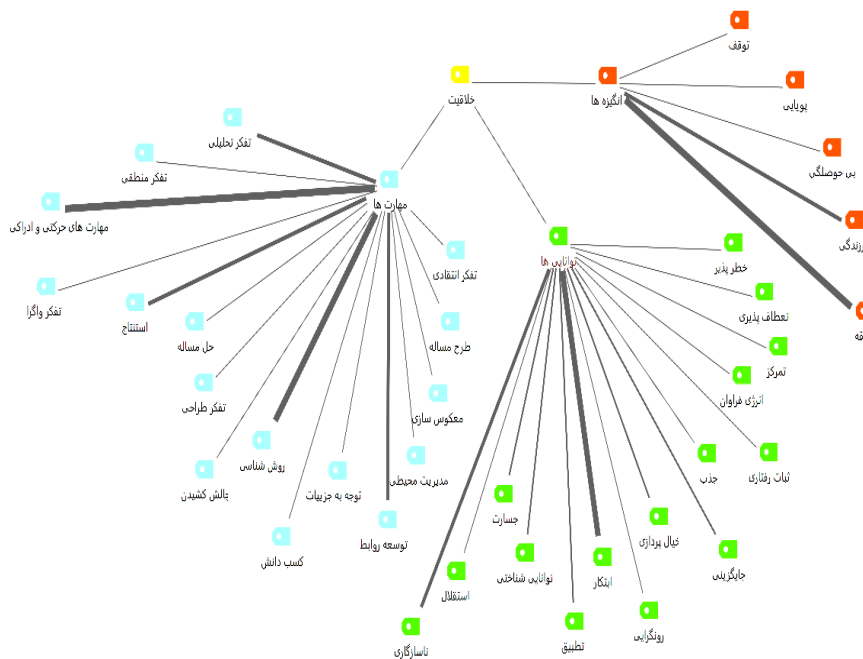 توقف
خلاقیت
انگیزه ها
پویایی
تفکر تحلیلی
تفکر منطقی
بی حوصلگی
مهارت ها
مهارت های حرکتی و ادراکی
تفکر انتقادی
توانایی ها
خطر پذیر
تفکر واگرا
استنتاج
تعطاف پذیری
حل مساله
طرح مساله
تمرکز
تفکر طراحی
انرژی فراوان
معکوس سازی
روش شناسی
جذب
ثبات رفتاری
چالش کشیدن
توجه به جزییات
مدیریت محیطی
جسارت
خیال پردازی
توسعه روابط
کسب دانش
جایگزینی
استقلال
توانایی شناختی
ابتکار
رونگرایی
تطبیق
ناسازگاری